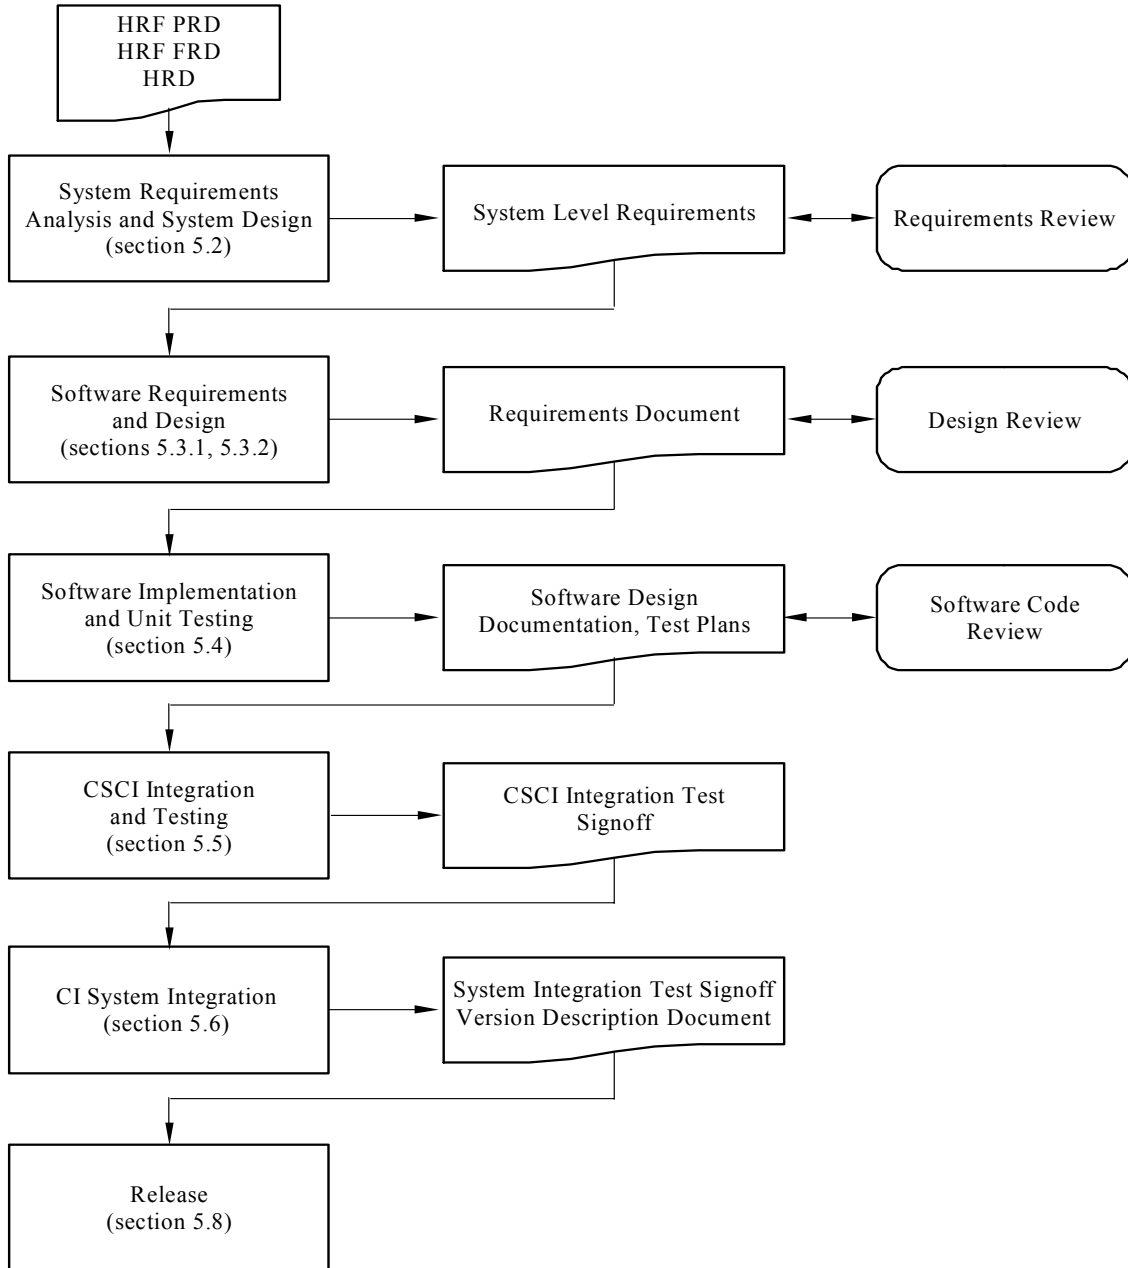 HRF PRD
HRF FRD
HRD
System Requirements
Analysis and System Design
(section 5.2)
System Level Requirements
Requirements Review
Software Requirements
and Design
(sections 5.3.1, 5.3.2)
Requirements Document
Design Review
Software Implementation
and Unit Testing
(section 5.4)
Software Design
Documentation, Test Plans
Software Code
Review
CSCI Integration
and Testing
(section 5.5)
CSCI Integration Test
Signoff
CI System Integration
(section 5.6)
System Integration Test Signoff
Version Description Document
Release
(section 5.8)